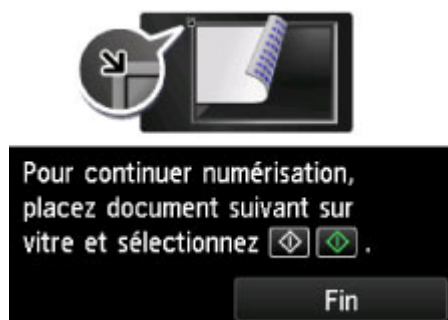 Pour continuer numérisation,
placez document suivant sur
vitre et sélectionnez .
Fin